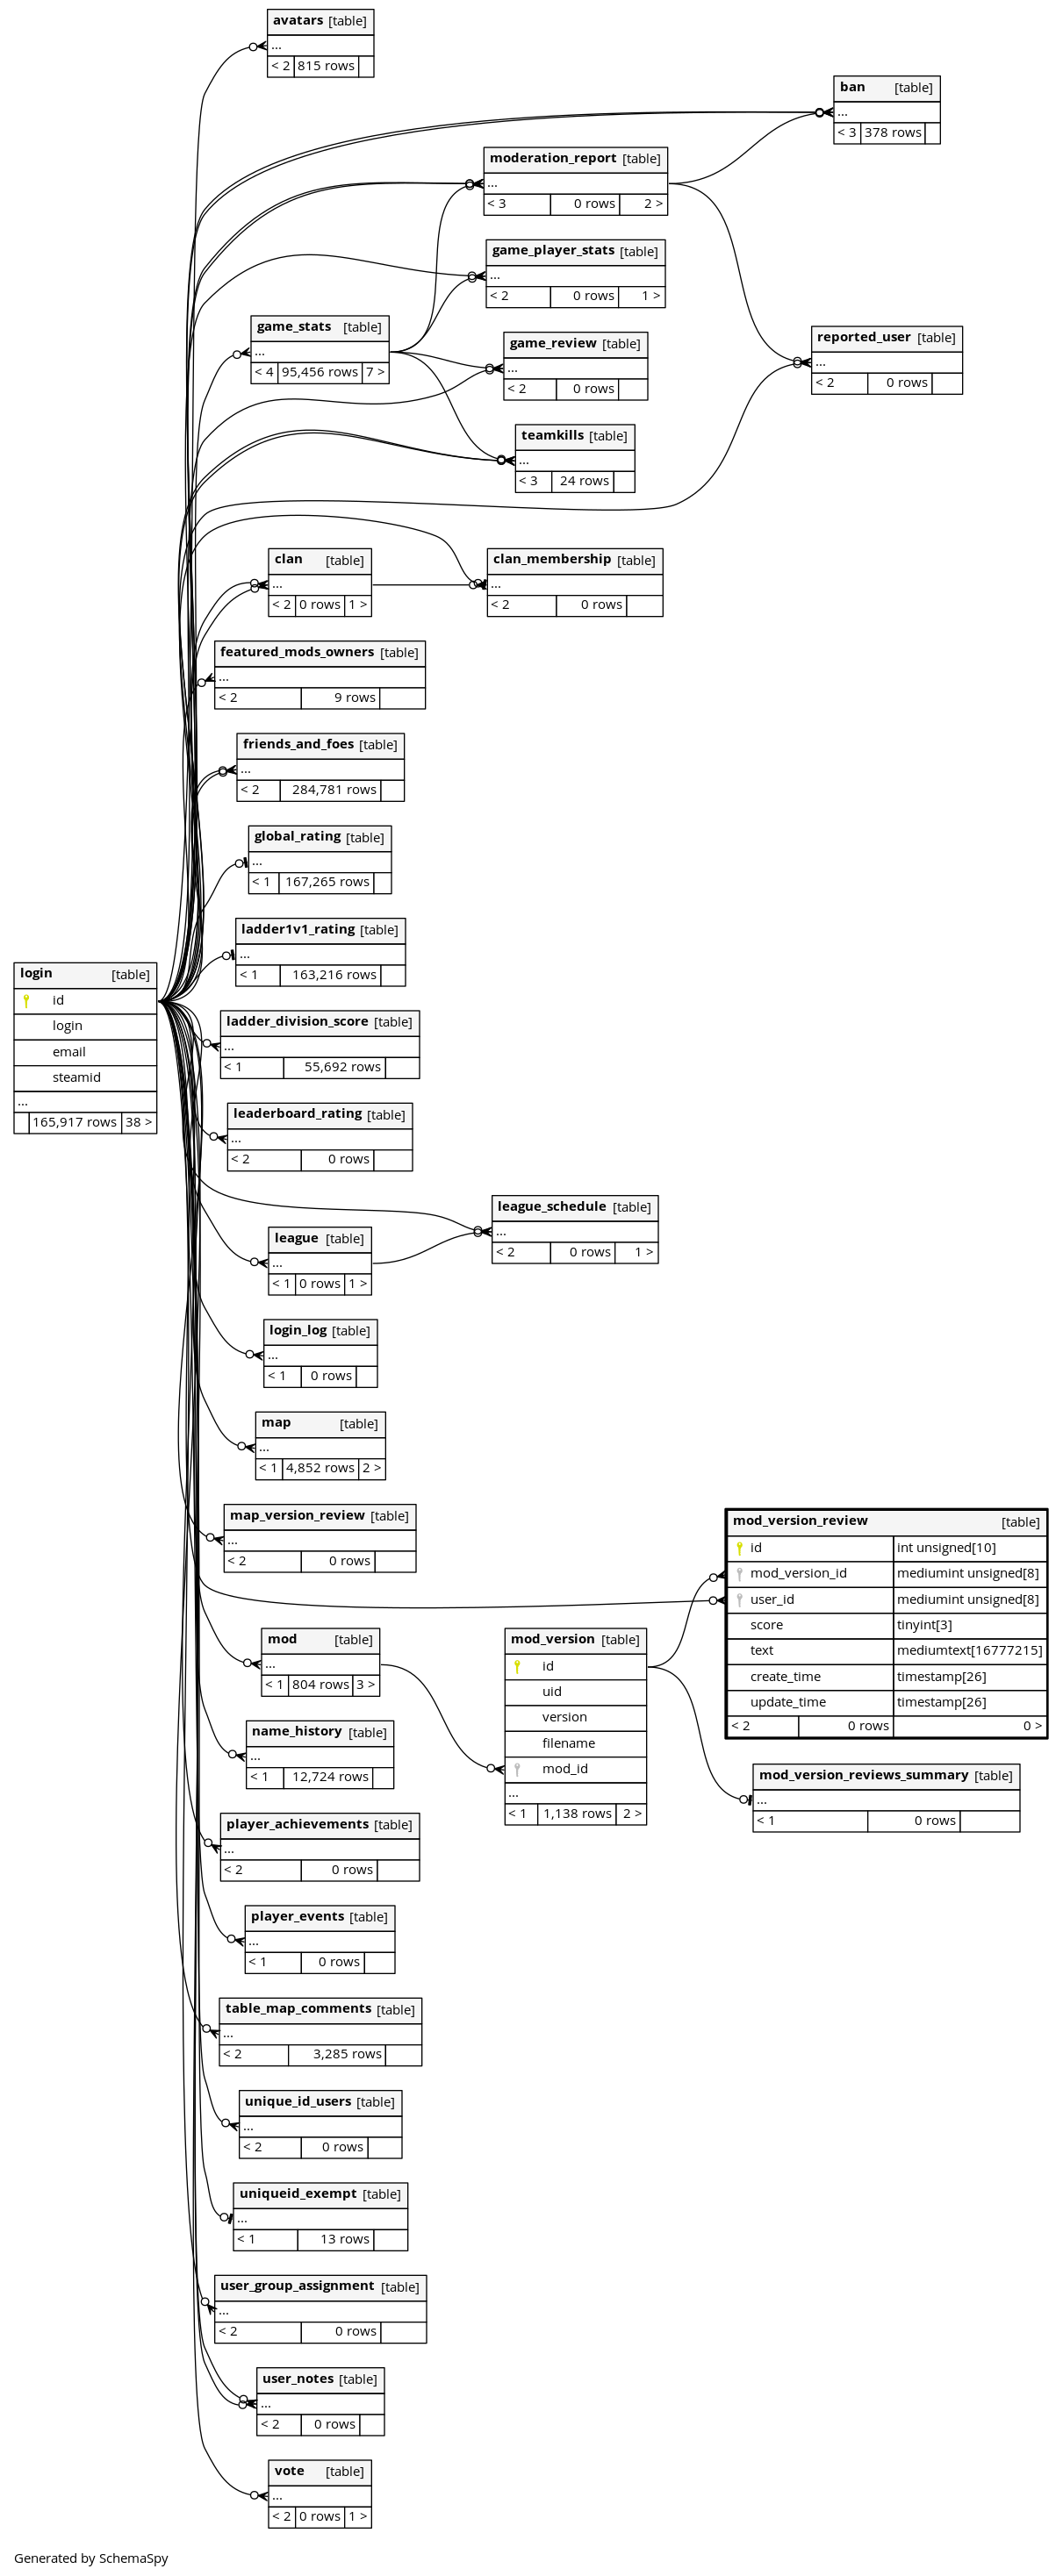 avatars [table]
...
< 2 815 rows
ban [table]
...
< 3 378 rows
moderation_report [table]
...
< 3 0 rows 2 >
game_player_stats [table]
...
< 2 0 rows 1 >
game_stats [table]
...
< 4 95,456 rows 7 >
reported_user [table]
...
< 2 0 rows
game_review [table]
...
< 2 0 rows
teamkills [table]
...
< 3 24 rows
clan [table]
...
< 2 0 rows 1 >
clan_membership [table]
...
< 2 0 rows
featured_mods_owners [table]
...
< 2 9 rows
friends_and_foes [table]
...
< 2 284,781 rows
global_rating [table]
...
< 1 167,265 rows
ladder1v1_rating [table]
...
< 1 163,216 rows
login [table]
id
login
email
steamid
...
165,917 rows 38 >
ladder_division_score [table]
...
< 1 55,692 rows
leaderboard_rating [table]
...
< 2 0 rows
league_schedule [table]
...
< 2 0 rows 1 >
league [table]
...
< 1 0 rows 1 >
login_log [table]
...
< 1 0 rows
map [table]
...
< 1 4,852 rows 2 >
map_version_review [table]
...
< 2 0 rows
mod_version_review [table]
id int unsigned[10]
mod_version_id mediumint unsigned[8]
user_id mediumint unsigned[8]
score tinyint[3]
text mediumtext[16777215]
create_time timestamp[26]
update_time timestamp[26]
< 2 0 rows 0 >
mod [table]
...
< 1 804 rows 3 >
mod_version [table]
id
uid
version
filename
mod_id
...
< 1 1,138 rows 2 >
name_history [table]
...
< 1 12,724 rows
mod_version_reviews_summary [table]
...
< 1 0 rows
player_achievements [table]
...
< 2 0 rows
player_events [table]
...
< 1 0 rows
table_map_comments [table]
...
< 2 3,285 rows
unique_id_users [table]
...
< 2 0 rows
uniqueid_exempt [table]
...
< 1 13 rows
user_group_assignment [table]
...
< 2 0 rows
user_notes [table]
...
< 2 0 rows
vote [table]
...
< 2 0 rows 1 >
Generated by SchemaSpy